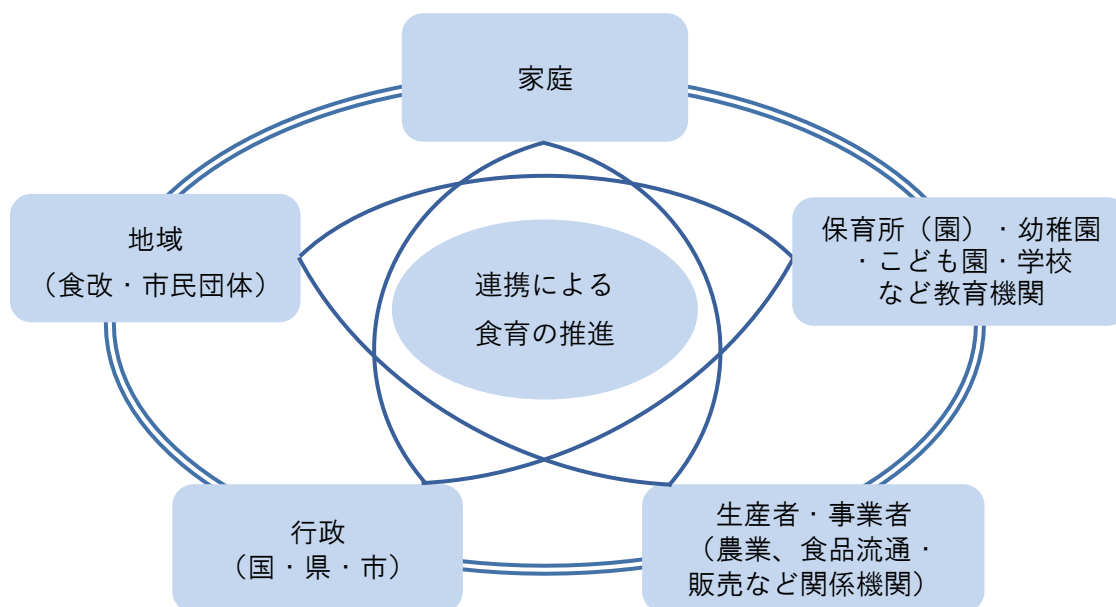 家庭
地域
（食改・市民団体）
保育所（園）・幼稚園
・こども園・学校
など教育機関
連携による
食育の推進
行政
（国・県・市）
生産者・事業者
（農業、食品流通・
販売など関係機関）